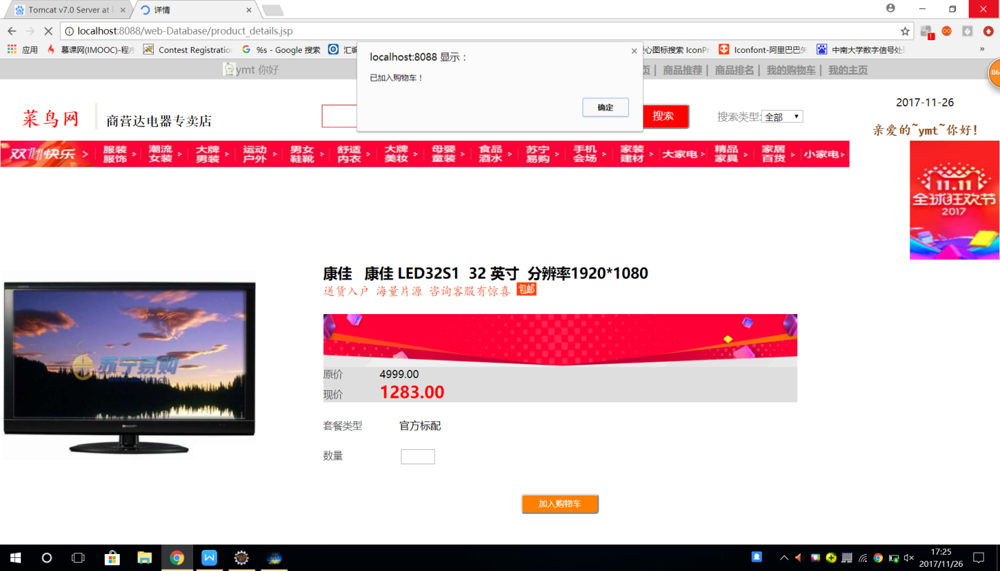 Tomcat v7.0 Server at
详情
localhost:8088/web-Database/product_details.jsp
应用
慕课网(IMOOC)-程序
Contest Registratio
%s - Google 搜索
汇编
心图标搜索 IconPr
Iconfont-阿里巴巴矢
中南大学数字信号处理
»
localhost:8088 显示：
已加入购物车！
确定
ymt 你好
页| 商品推荐| 商品排名| 我的购物车| 我的主页
86
菜鸟网
商营达电器专卖店
搜索
搜索类型:
全部
2017-11-26
亲爱的~ymt~你好!
双11快乐 >
服装服饰 >
潮流女装 >
大牌男装 >
运动户外 >
男女鞋靴 >
舒适内衣 >
大牌美妆 >
母婴童装 >
食品酒水 >
苏宁易购 >
手机会场 >
家装建材 >
大家电 >
精品家具 >
家居百货 >
小家电 >
11.11
全球狂欢节
2017
康佳 康佳 LED32S1 32 英寸 分辨率1920*1080
送货入户 海量片源 咨询客服有惊喜 包邮
苏宁易购
SHARP
原价 4999.00
现价 1283.00
套餐类型 官方标配
数量
加入购物车
17:25
2017/11/26